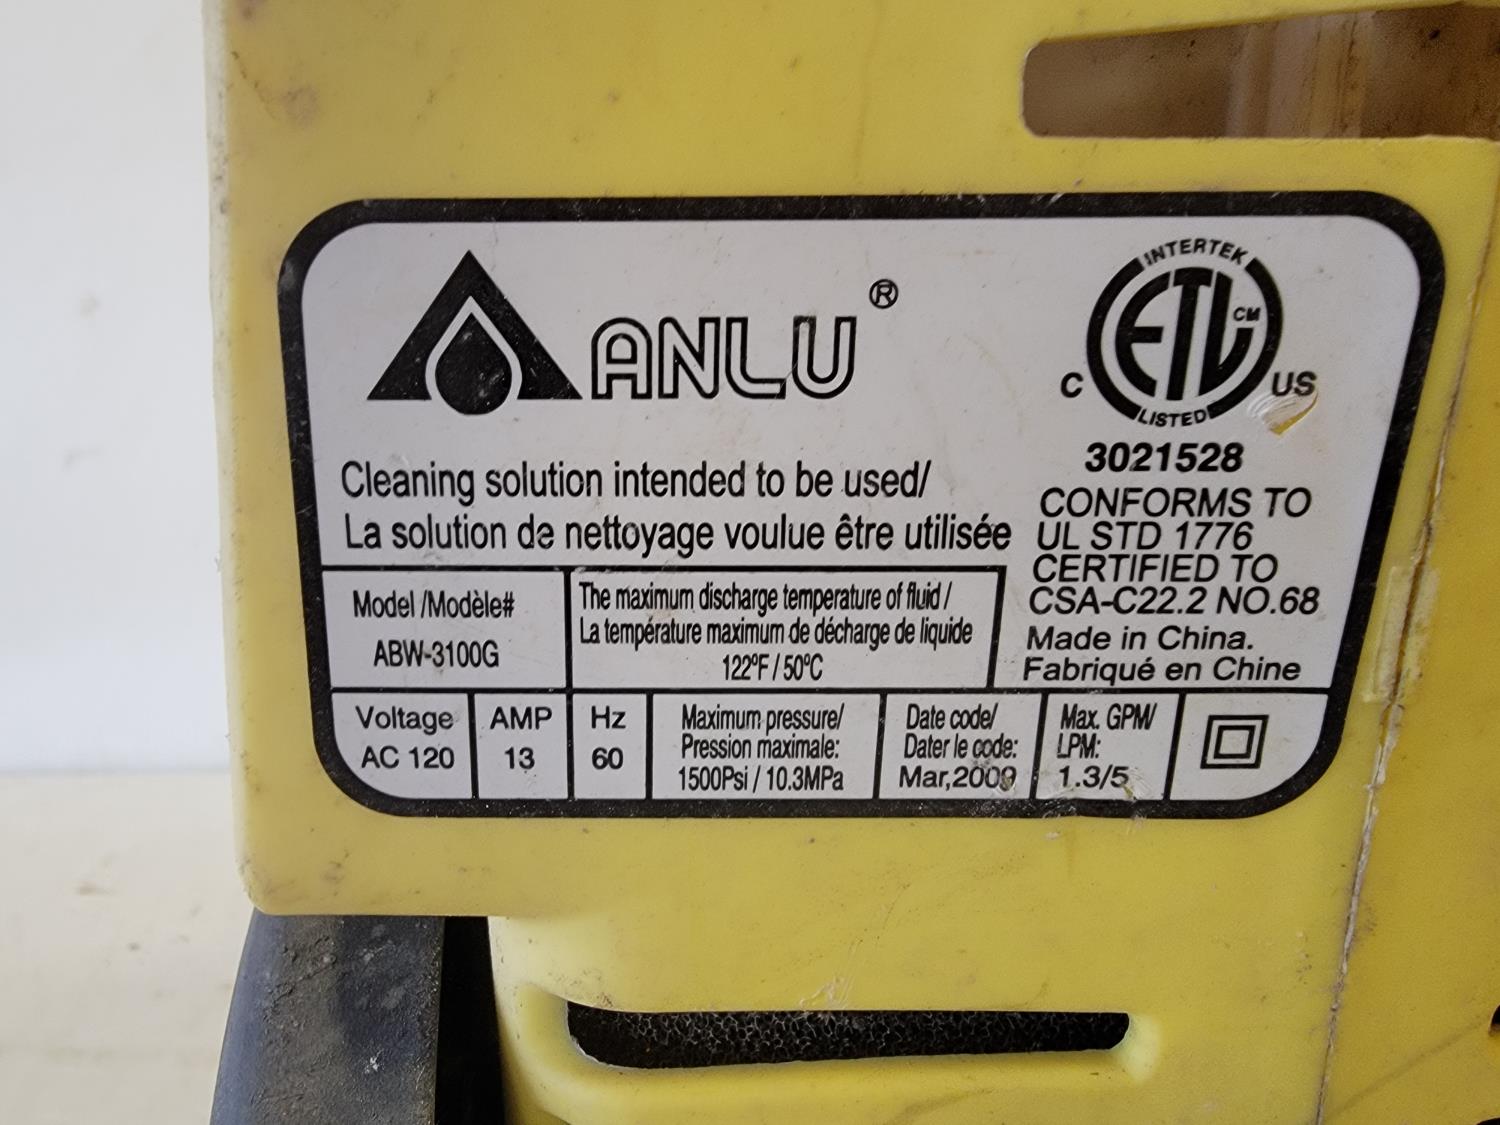 ANLU ®
INTERTEK
ETL CM
C US
LISTED
3021528
Cleaning solution intended to be used/
La solution de nettoyage voulue être utilisée
CONFORMS TO
UL STD 1776
CERTIFIED TO
CSA-C22.2 NO.68
Made in China.
Fabriqué en Chine
Model /Modèle#
ABW-3100G
The maximum discharge temperature of fluid /
La température maximum de décharge de liquide
122ºF / 50ºC
Voltage
AC 120
AMP
13
Hz
60
Maximum pressure/
Pression maximale:
1500Psi / 10.3MPa
Date code/
Dater le code:
Mar,2009
Max. GPM/
LPM:
1.3/5